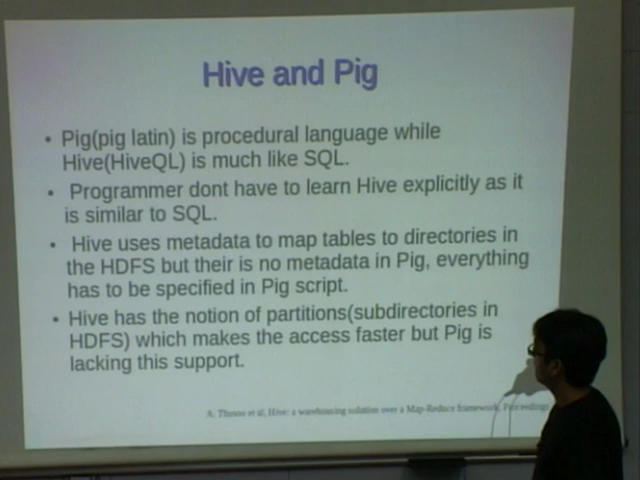 Hive and Pig
• Pig(pig latin) is procedural language while
Hive(HiveQL) is much like SQL.
• Programmer dont have to learn Hive explicitly as it
is similar to SQL.
• Hive uses metadata to map tables to directories in
the HDFS but their is no metadata in Pig, everything
has to be specified in Pig script.
• Hive has the notion of partitions(subdirectories in
HDFS) which makes the access faster but Pig is
lacking this support.
A. Thusoo et al, Hive: a warehousing solution over a Map-Reduce framework, Proceedings